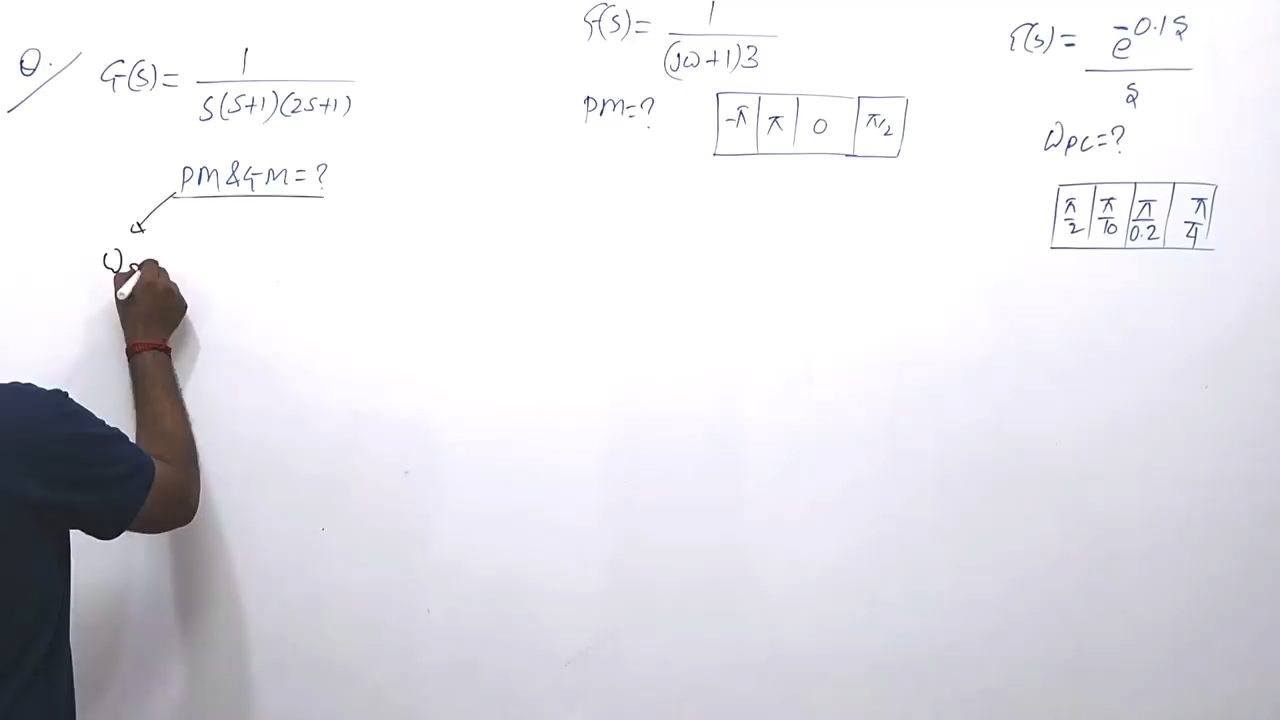 Q. G(s) = 1 / s(s+1)(2s+1)
PM & GM = ?
ω
G(s) = 1 / (jω+1)3
PM = ?
-π π 0 π/2
G(s) = e^-0.1s / s
ωpc = ?
π/2 π/10 π/0.2 π/4